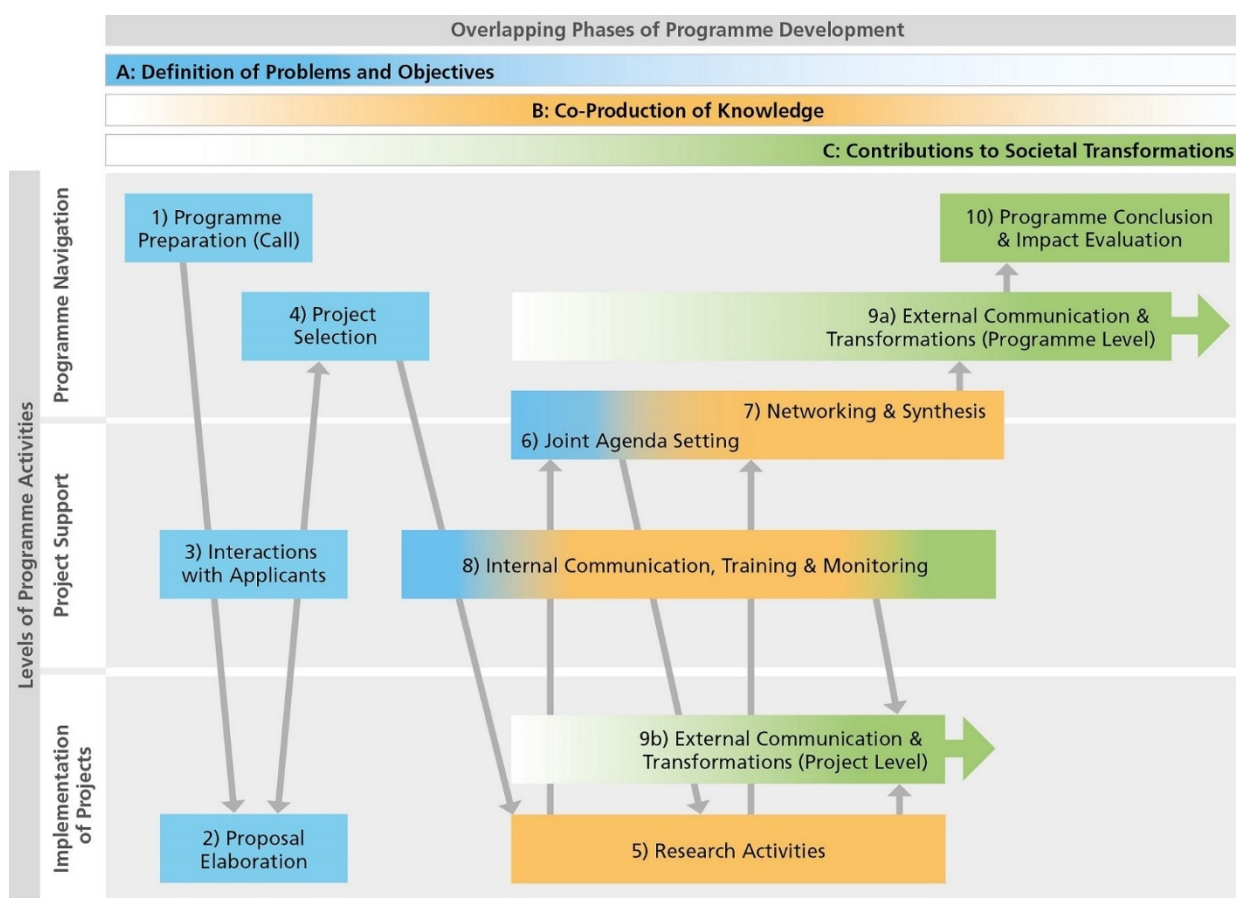 Overlapping Phases of Programme Development
A: Definition of Problems and Objectives
B: Co-Production of Knowledge
C: Contributions to Societal Transformations
Levels of Programme Activities
Programme Navigation
1) Programme
Preparation (Call)
10) Programme Conclusion
& Impact Evaluation
4) Project
Selection
9a) External Communication &
Transformations (Programme Level)
7) Networking & Synthesis
6) Joint Agenda Setting
Project Support
3) Interactions
with Applicants
8) Internal Communication, Training & Monitoring
Implementation
of Projects
9b) External Communication &
Transformations (Project Level)
2) Proposal
Elaboration
5) Research Activities